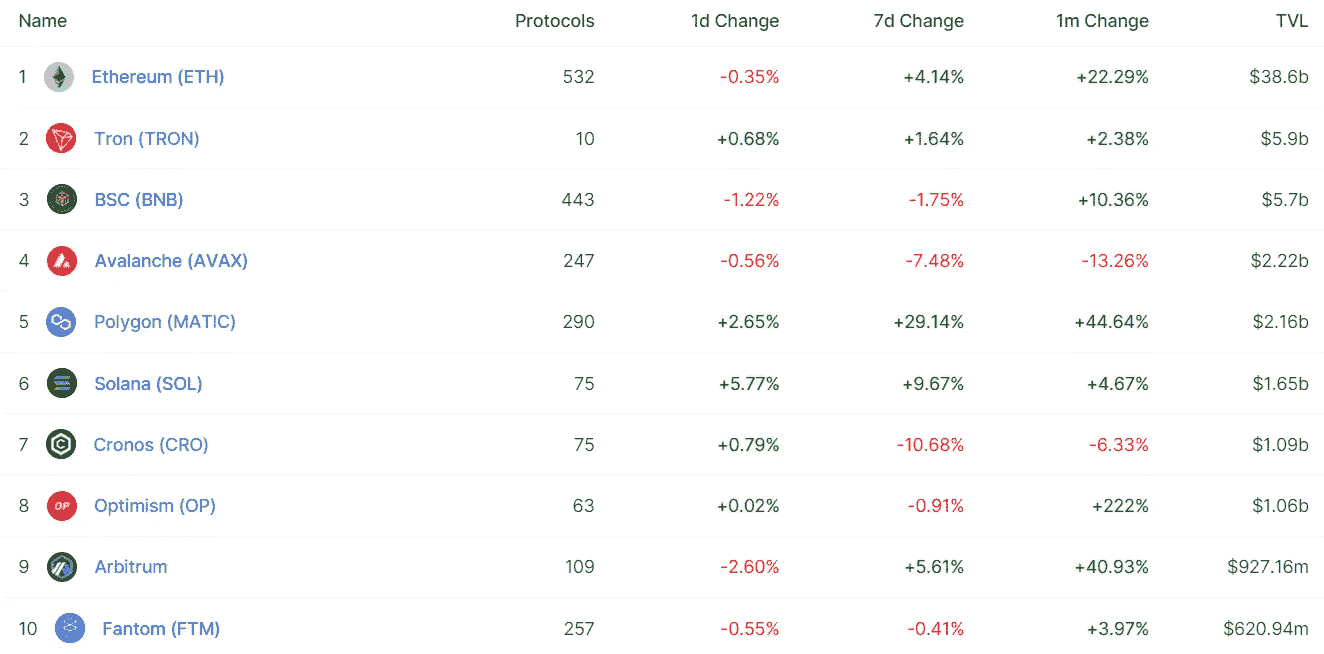 Name Protocols 1d Change 7d Change 1m Change TVL
1 Ethereum (ETH) 532 -0.35% +4.14% +22.29% $38.6b
2 Tron (TRON) 10 +0.68% +1.64% +2.38% $5.9b
3 BSC (BNB) 443 -1.22% -1.75% +10.36% $5.7b
4 Avalanche (AVAX) 247 -0.56% -7.48% -13.26% $2.22b
5 Polygon (MATIC) 290 +2.65% +29.14% +44.64% $2.16b
6 Solana (SOL) 75 +5.77% +9.67% +4.67% $1.65b
7 Cronos (CRO) 75 +0.79% -10.68% -6.33% $1.09b
8 OP Optimism (OP) 63 +0.02% -0.91% +222% $1.06b
9 Arbitrum 109 -2.60% +5.61% +40.93% $927.16m
10 Fantom (FTM) 257 -0.55% -0.41% +3.97% $620.94m